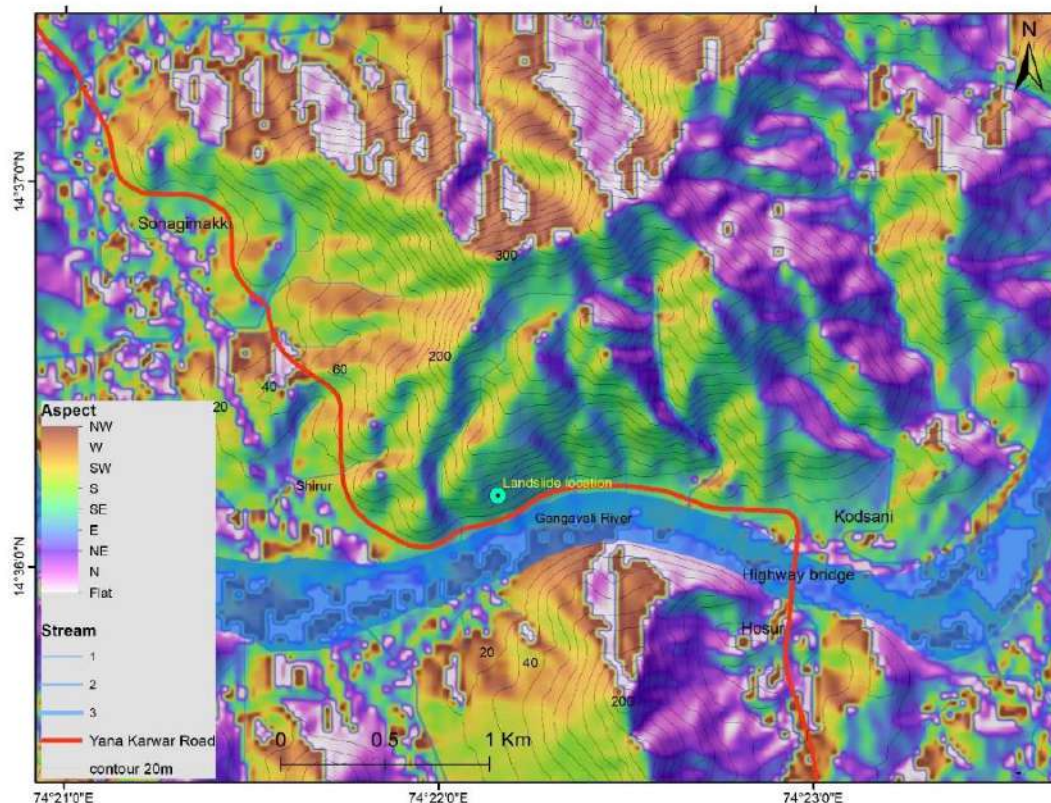 N
14°37'0"N
Sonagimakki
300
200
60
40
20
Aspect
NW
W
SW
S
SE
E
NE
N
Flat
Shirur
Landslide location
Gangavali River
Kodsani
14°36'0"N
Highway bridge
Hosur
Stream
1
2
3
Yana Karwar Road
contour 20m
20
40
200
0 0.5 1 Km
74°21'0"E 74°22'0"E 74°23'0"E